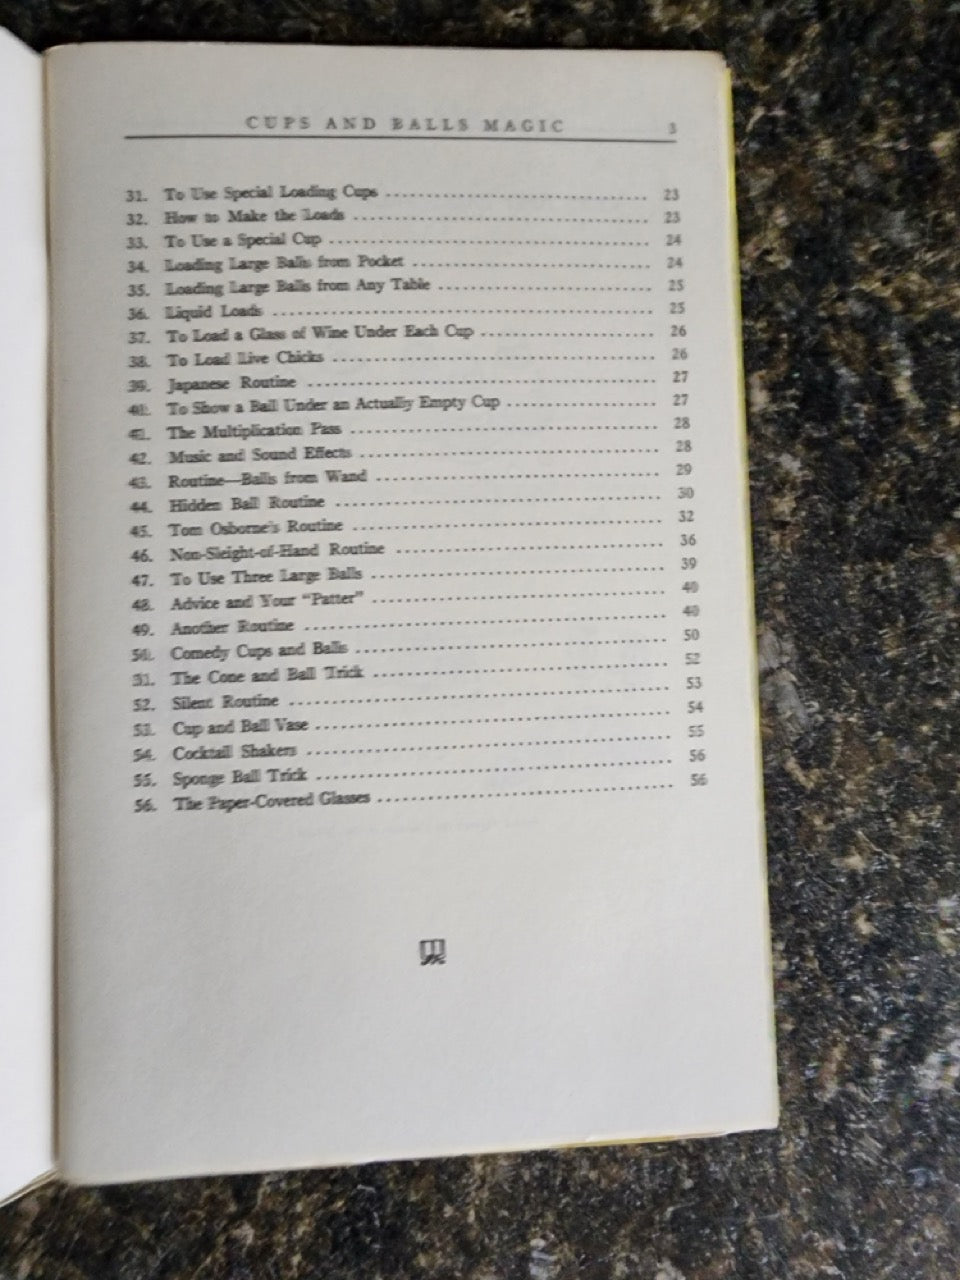 CUPS AND BALLS MAGIC 3
31. To Use Special Loading Cups 23
32. How to Make the Loads 23
33. To Use a Special Cup 24
34. Loading Large Balls from Pocket 24
35. Loading Large Balls from Any Table 25
36. Liquid Loads 25
37. To Load a Glass of Wine Under Each Cup 26
38. To Load Live Chicks 26
39. Japanese Routine 27
40. To Show a Ball Under an Actually Empty Cup 27
41. The Multiplication Pass 28
42. Music and Sound Effects 28
43. Routine—Balls from Wand 29
44. Hidden Ball Routine 30
45. Tom Osborne's Routine 32
46. Non-Sleight-of-Hand Routine 36
47. To Use Three Large Balls 39
48. Advice and Your "Patter" 40
49. Another Routine 40
50. Comedy Cups and Balls 50
51. The Cone and Ball Trick 52
52. Silent Routine 53
53. Cup and Ball Vase 54
54. Cocktail Shakers 55
55. Sponge Ball Trick 56
56. The Paper-Covered Glasses 56